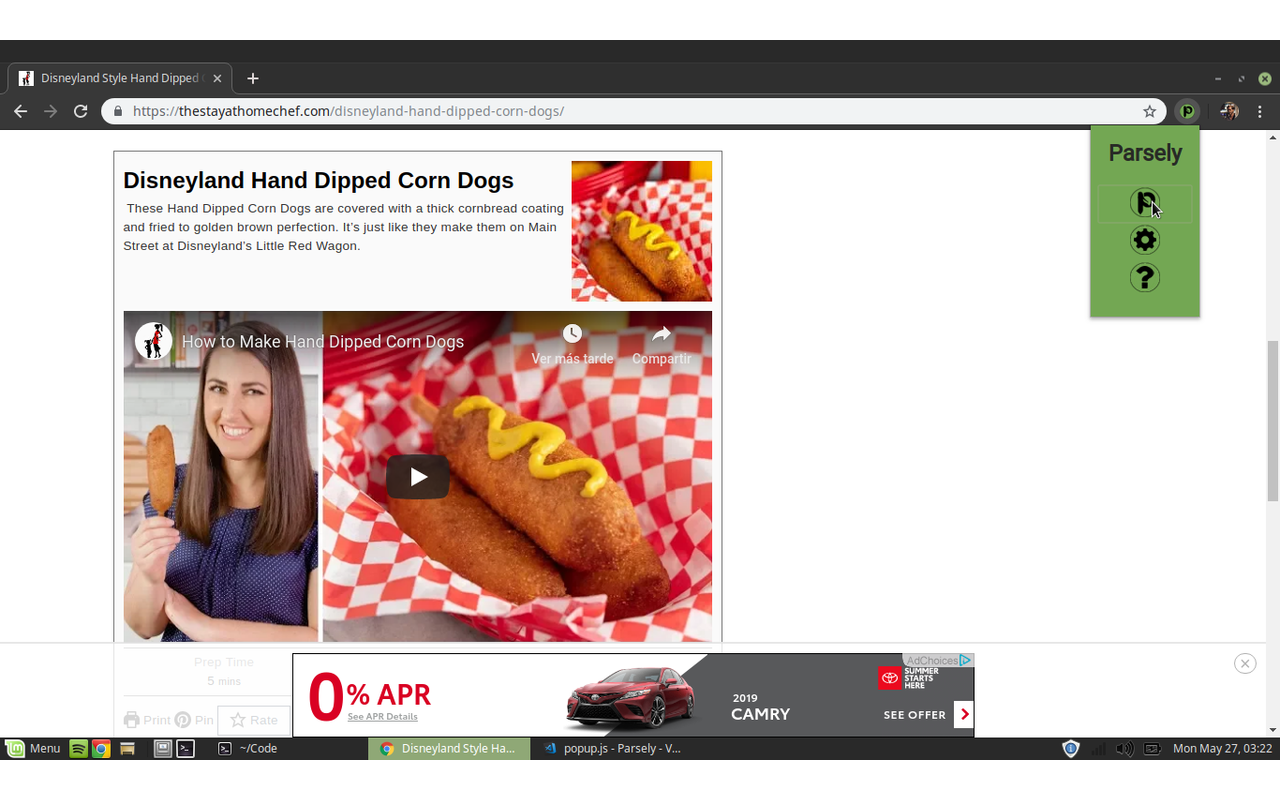 Disneyland Style Hand Dipped
https://thestayathomechef.com/disneyland-hand-dipped-corn-dogs/
Parsely
Disneyland Hand Dipped Corn Dogs
These Hand Dipped Corn Dogs are covered with a thick cornbread coating
and fried to golden brown perfection. It's just like they make them on Main
Street at Disneyland's Little Red Wagon.
How to Make Hand Dipped Corn Dogs
Ver más tarde
Compartir
Prep Time
5 mins
Print
Pin
Rate
0% APR
See APR Details
2019
CAMRY
AdChoices
SUMMER
STARTS
HERE
SEE OFFER
Menu
~/Code
Disneyland Style Ha...
popup.js - Parsely - V...
Mon May 27, 03:22